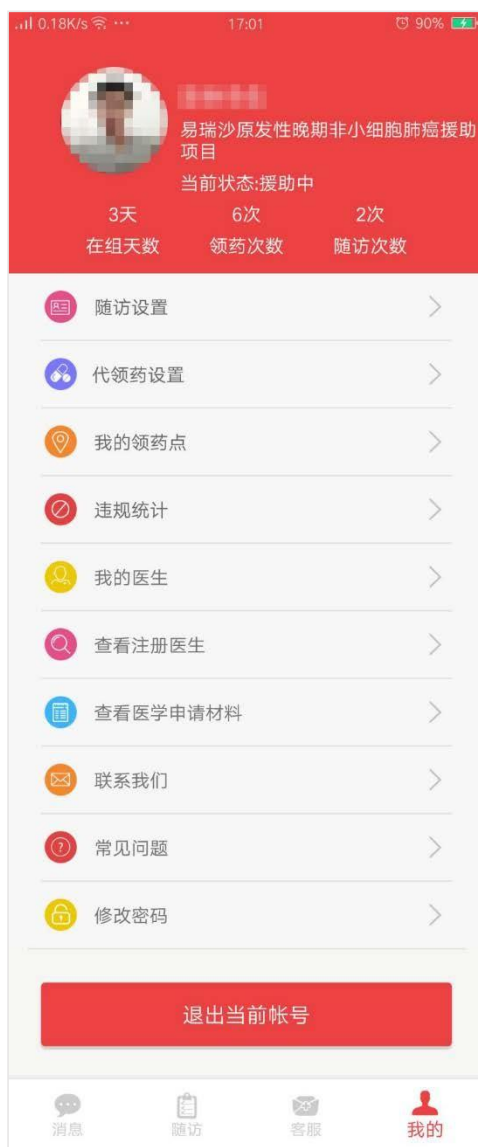 0.18K/s ··· 17:01 90%
易瑞沙原发性晚期非小细胞肺癌援助
项目
当前状态:援助中
3天 6次 2次
在组天数 领药次数 随访次数
随访设置
代领药设置
我的领药点
违规统计
我的医生
查看注册医生
查看医学申请材料
联系我们
常见问题
修改密码
退出当前帐号
消息 随访 客服 我的